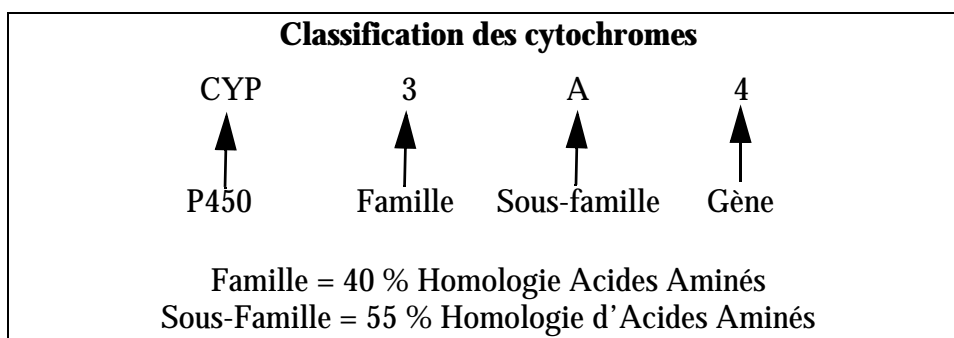 Classification des cytochromes
CYP 3 A 4
P450 Famille Sous-famille Gène
Famille = 40 % Homologie Acides Aminés
Sous-Famille = 55 % Homologie d’Acides Aminés